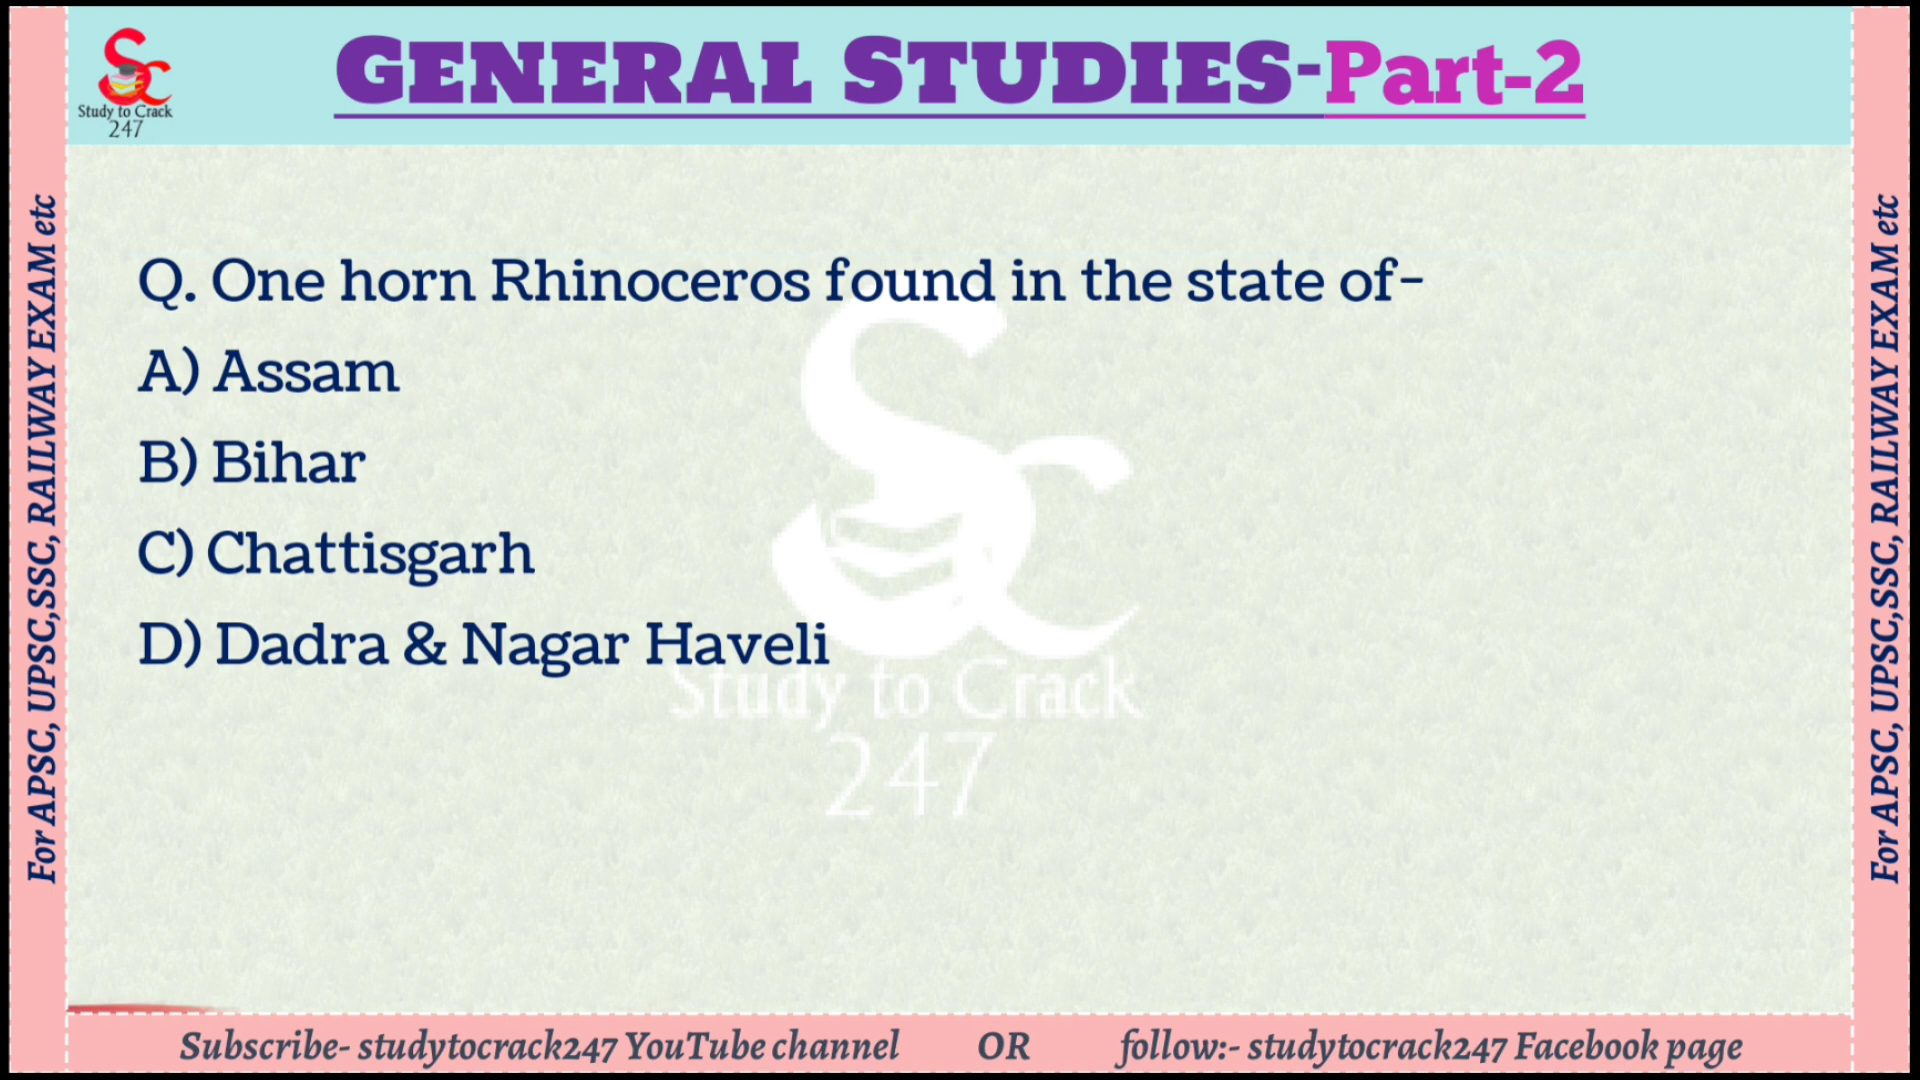 GENERAL STUDIES-Part-2
Study to Crack
247
For APSC, UPSC,SSC, RAILWAY EXAM etc
Q. One horn Rhinoceros found in the state of-
A) Assam
B) Bihar
C) Chattisgarh
D) Dadra & Nagar Haveli
Study to Crack
247
For APSC, UPSC,SSC, RAILWAY EXAM etc
Subscribe- studytocrack247 YouTube channel OR follow:- studytocrack247 Facebook page